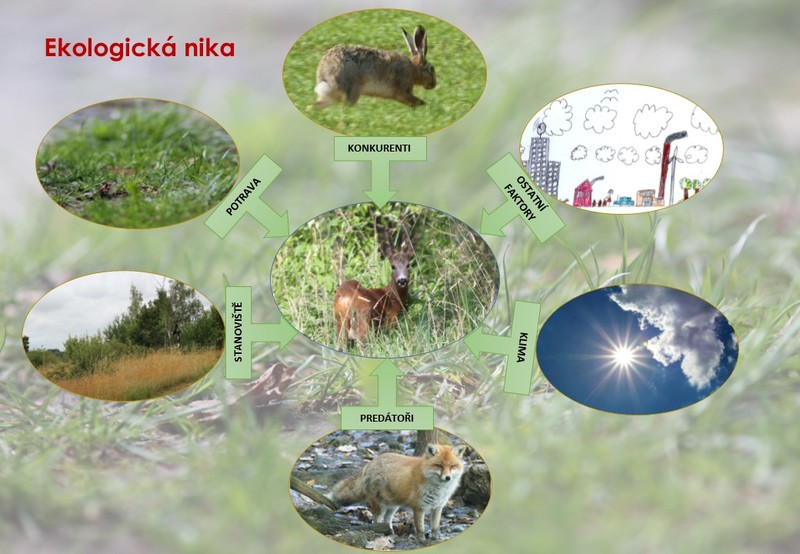 Ekologická nika
KONKURENTI
POTRAVA
OSTATNÍ
FAKTORY
STANOVIŠTĚ
KLIMA
PREDÁTOŘI